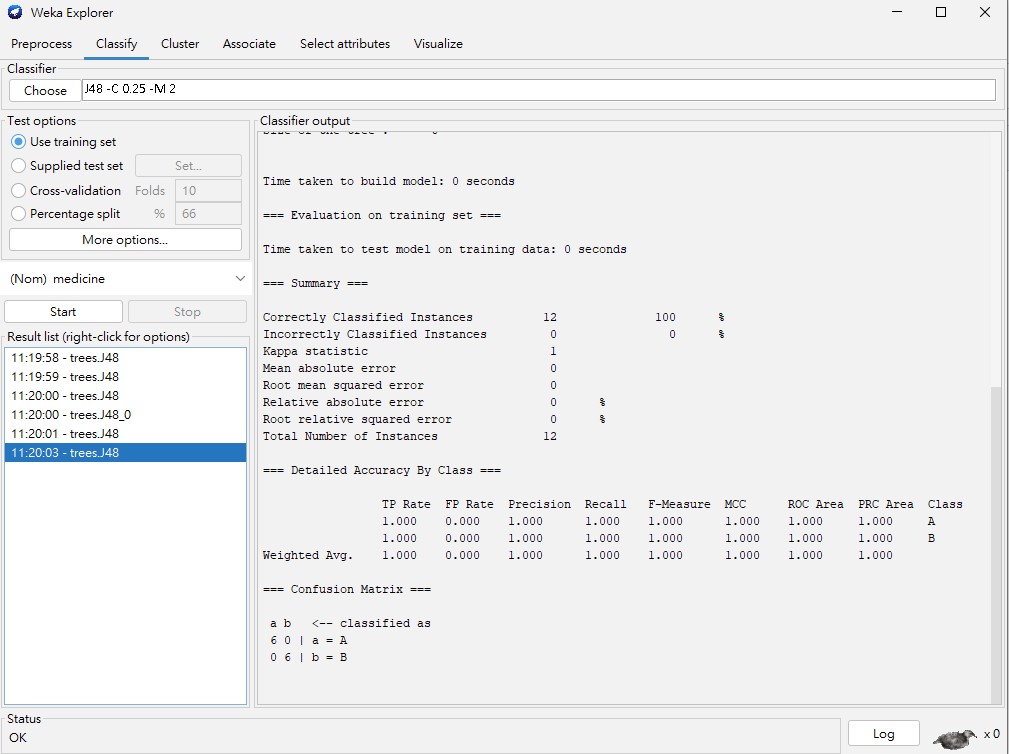 Weka Explorer
Preprocess Classify Cluster Associate Select attributes Visualize
Classifier
Choose J48 -C 0.25 -M 2
Test options
Use training set
Supplied test set Set...
Cross-validation Folds 10
Percentage split % 66
More options...
(Nom) medicine
Start Stop
Result list (right-click for options)
11:19:58 - trees.J48
11:19:59 - trees.J48
11:20:00 - trees.J48
11:20:00 - trees.J48_0
11:20:01 - trees.J48
11:20:03 - trees.J48
Classifier output
Time taken to build model: 0 seconds
=== Evaluation on training set ===
Time taken to test model on training data: 0 seconds
=== Summary ===
Correctly Classified Instances 12 100 %
Incorrectly Classified Instances 0 0 %
Kappa statistic 1
Mean absolute error 0
Root mean squared error 0
Relative absolute error 0 %
Root relative squared error 0 %
Total Number of Instances 12
=== Detailed Accuracy By Class ===
TP Rate FP Rate Precision Recall F-Measure MCC ROC Area PRC Area Class
1.000 0.000 1.000 1.000 1.000 1.000 1.000 1.000 A
1.000 0.000 1.000 1.000 1.000 1.000 1.000 1.000 B
Weighted Avg. 1.000 0.000 1.000 1.000 1.000 1.000 1.000 1.000
=== Confusion Matrix ===
a b <-- classified as
6 0 | a = A
0 6 | b = B
Status
OK
Log x 0